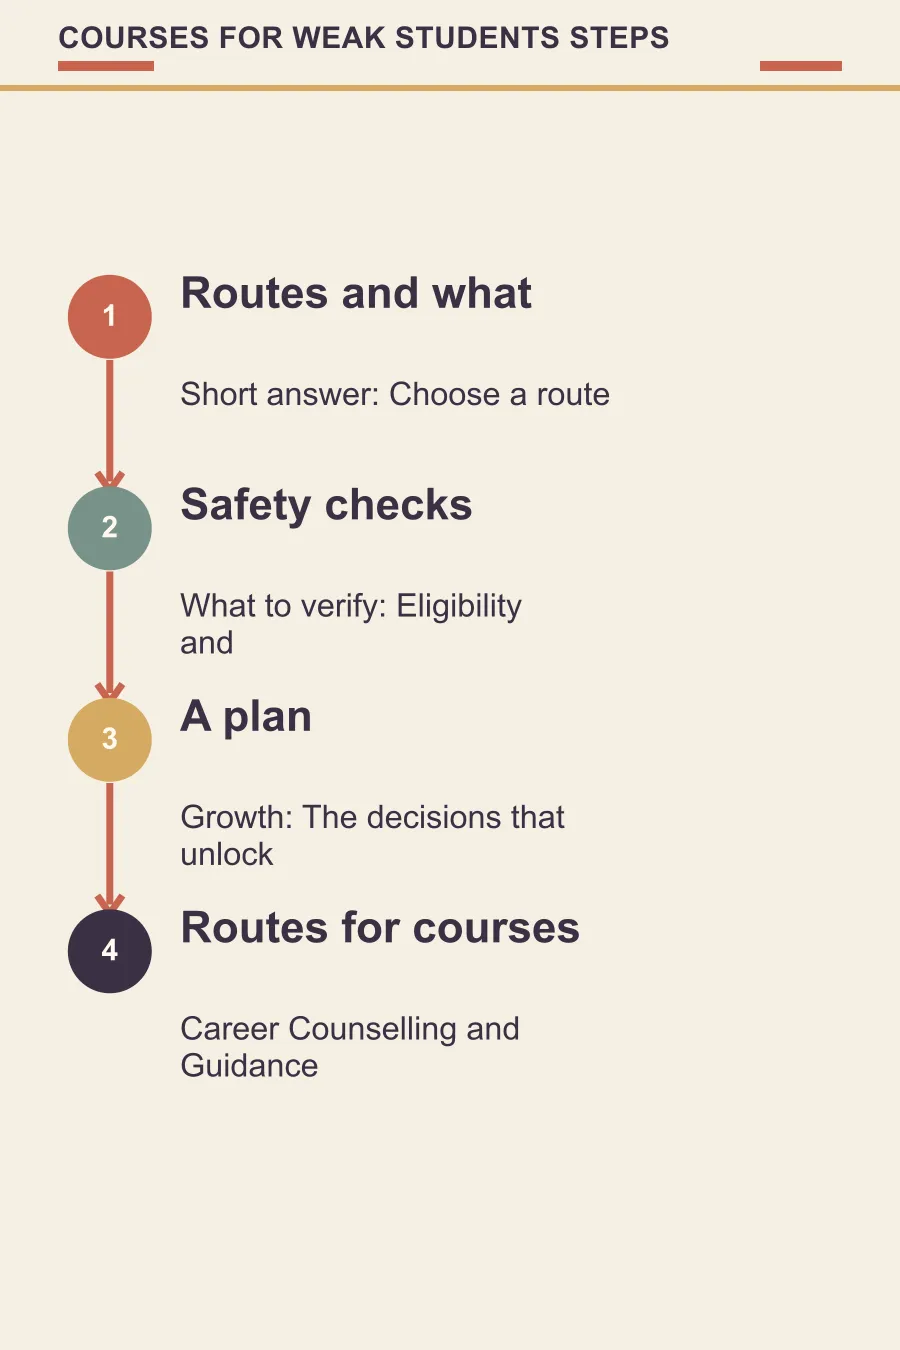 COURSES FOR WEAK STUDENTS STEPS
1
Routes and what
Short answer: Choose a route
2
Safety checks
What to verify: Eligibility
and
3
A plan
Growth: The decisions that
unlock
4
Routes for courses
Career Counselling and
Guidance